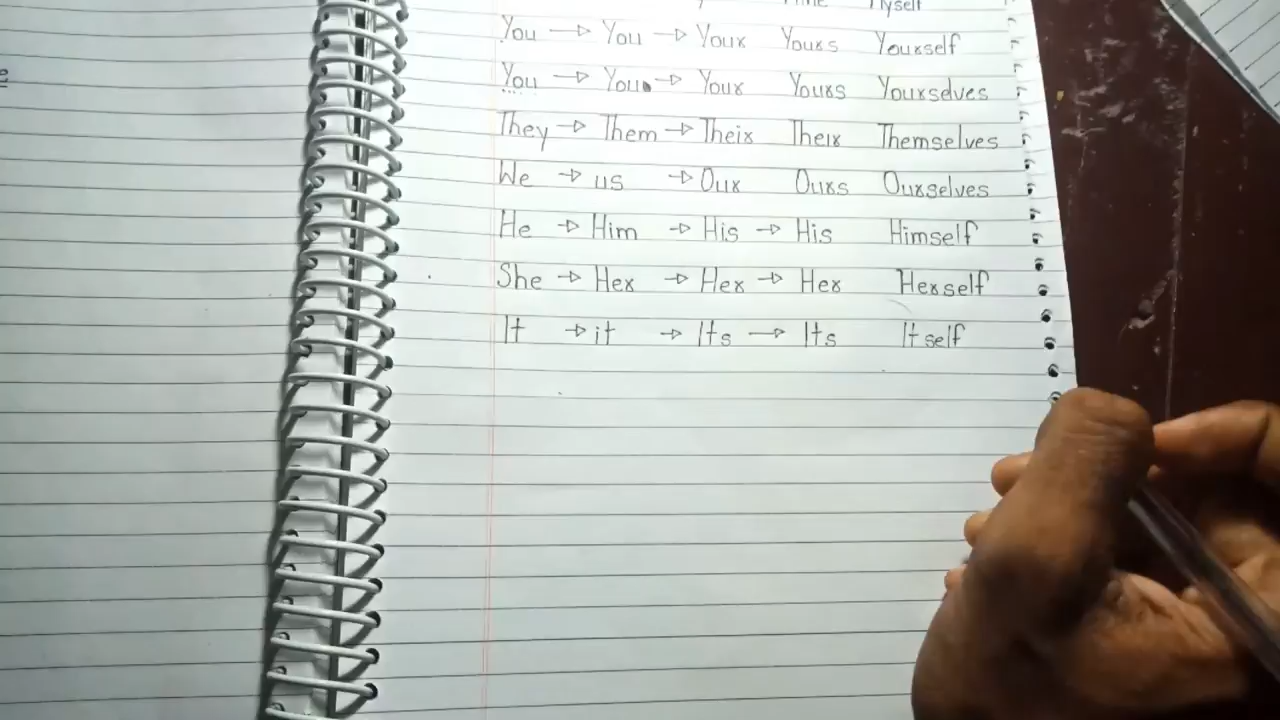 Myself
You → You → Your Yours Yourself
You → You → Your Yours Yourselves
They → Them → Their Their Themselves
We → us → Our Ours Ourselves
He → Him → His → His Himself
She → Her → Her → Her Herself
It → it → Its → Its Itself